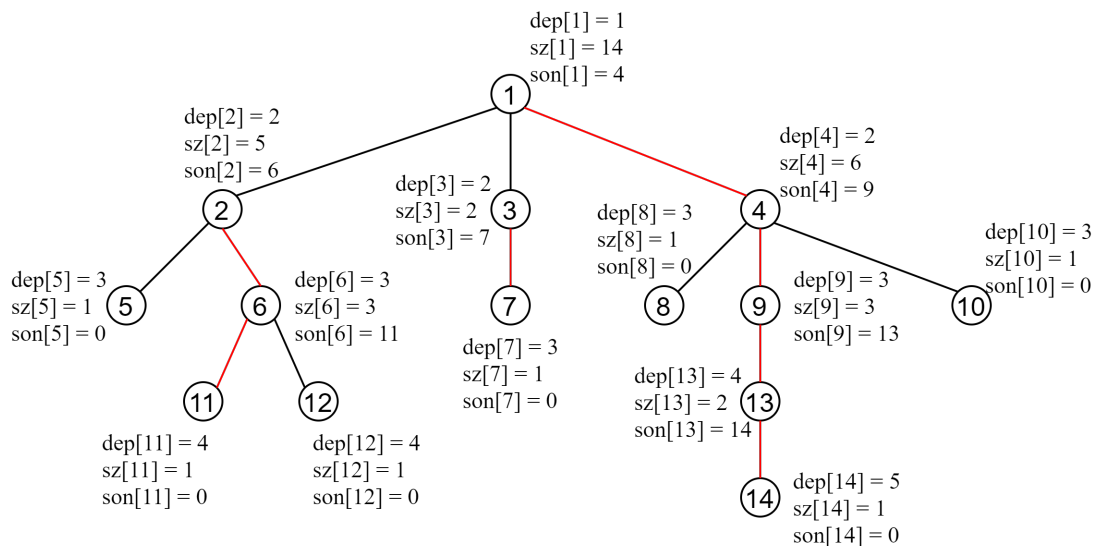 dep[1] = 1
sz[1] = 14
son[1] = 4
1
dep[2] = 2
sz[2] = 5
son[2] = 6
2
dep[3] = 2
sz[3] = 2
son[3] = 7
3
dep[4] = 2
sz[4] = 6
son[4] = 9
4
dep[5] = 3
sz[5] = 1
son[5] = 0
5
dep[6] = 3
sz[6] = 3
son[6] = 11
6
7
dep[7] = 3
sz[7] = 1
son[7] = 0
dep[8] = 3
sz[8] = 1
son[8] = 0
8
dep[9] = 3
sz[9] = 3
son[9] = 13
9
dep[10] = 3
sz[10] = 1
son[10] = 0
10
11
dep[11] = 4
sz[11] = 1
son[11] = 0
12
dep[12] = 4
sz[12] = 1
son[12] = 0
dep[13] = 4
sz[13] = 2
son[13] = 14
13
14
dep[14] = 5
sz[14] = 1
son[14] = 0